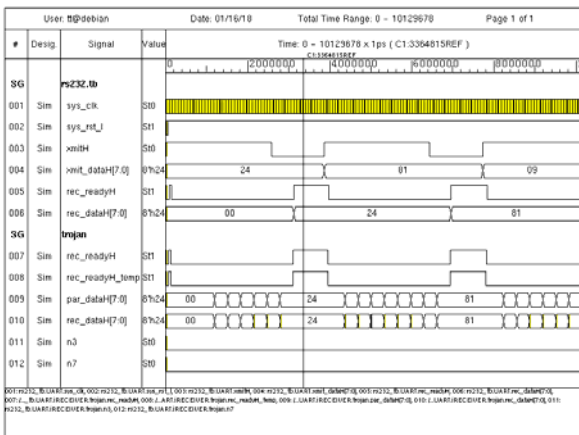 User: tt@debian Date: 01/16/18 Total Time Range: 0 – 10129678 Page 1 of 1
# Desig. Signal Value Time: 0 – 10129678 x 1ps ( C1:3364815REF )
C1:3364815REF
0 2000000 4000000 6000000 8000000
SG rs232_tb
001 Sim sys_clk St0
002 Sim sys_rst_l St1
003 Sim xmitH St0
004 Sim xmit_dataH[7:0] 8'h24 24 81 09
005 Sim rec_readyH St1
006 Sim rec_dataH[7:0] 8'h24 00 24 81
SG trojan
007 Sim rec_readyH St1
008 Sim rec_readyH_temp St1
009 Sim par_dataH[7:0] 8'h24 00 24 81
010 Sim rec_dataH[7:0] 8'h24 00 24 81
011 Sim n3 St0
012 Sim n7 St0